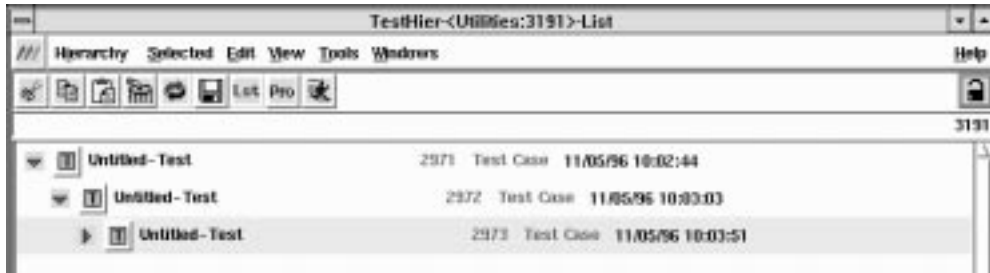 TestHier-<Utilities:3191>-List
Hierarchy Selected Edit View Tools Windows Help
Lst Pro
3191
Untitled-Test 2971 Test Case 11/05/96 10:02:44
Untitled-Test 2972 Test Case 11/05/96 10:03:03
Untitled-Test 2973 Test Case 11/05/96 10:03:51